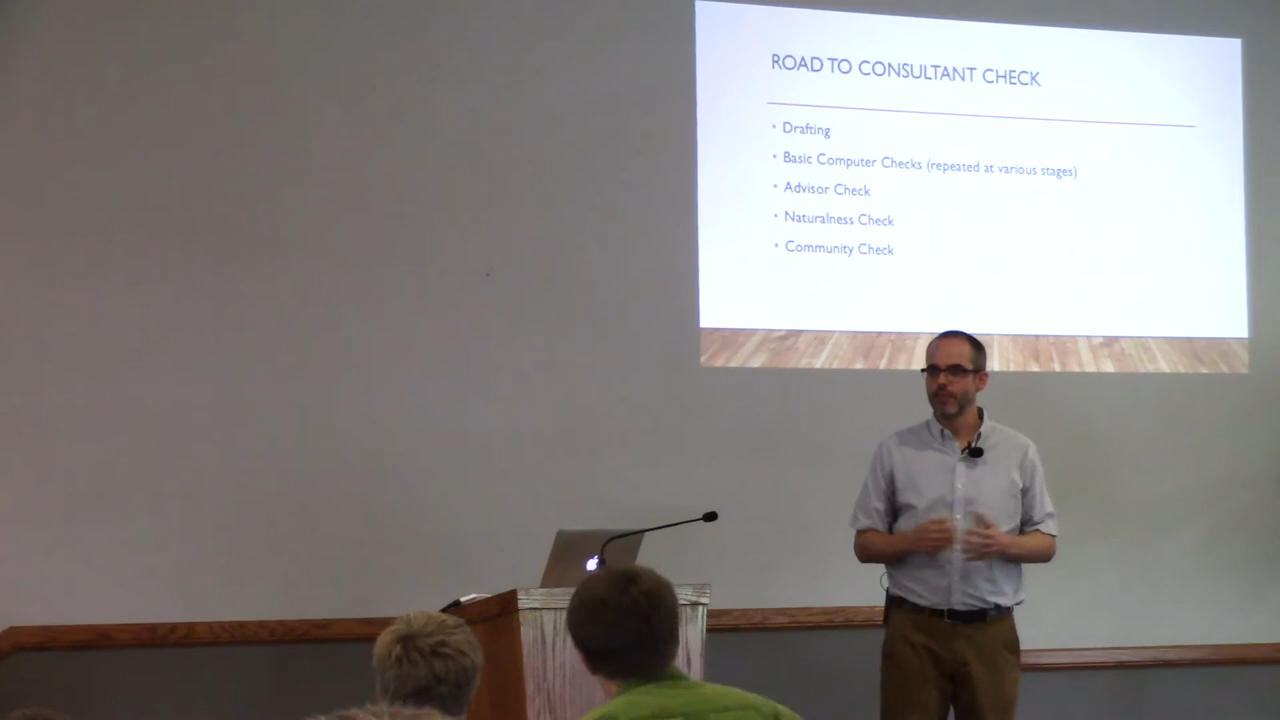 ROAD TO CONSULTANT CHECK
• Drafting
• Basic Computer Checks (repeated at various stages)
• Advisor Check
• Naturalness Check
• Community Check